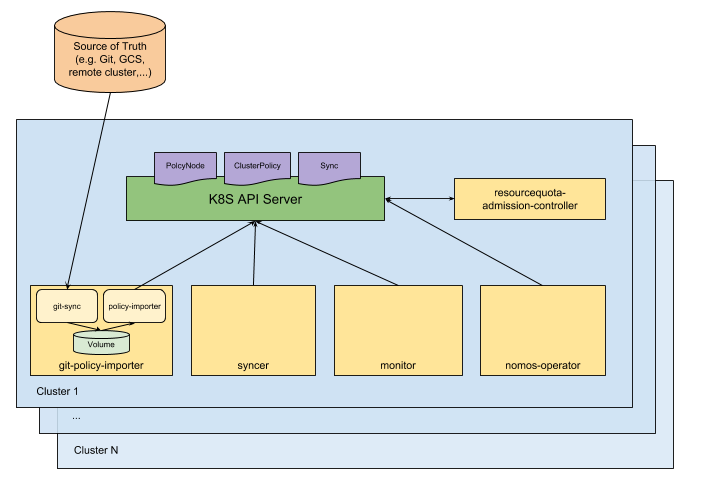 Source of Truth
(e.g. Git, GCS,
remote cluster,...)
PolcyNode
ClusterPolicy
Sync
K8S API Server
resourcequota-
admission-controller
git-sync
policy-importer
Volume
git-policy-importer
syncer
monitor
nomos-operator
Cluster 1
...
Cluster N